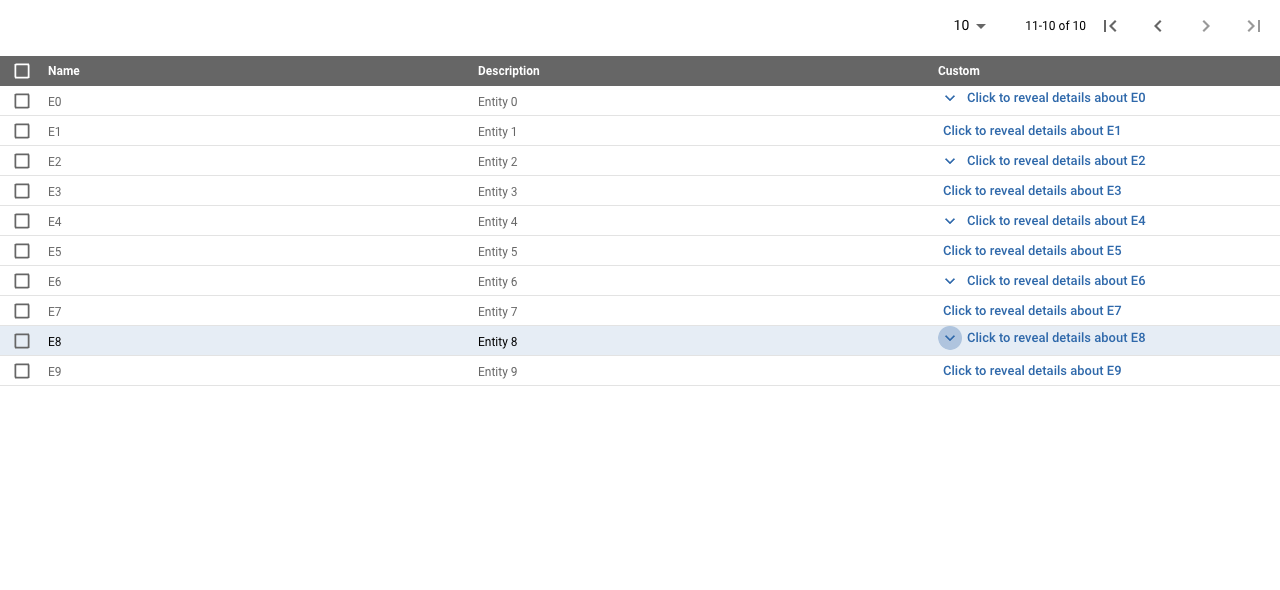 10 11-10 of 10
Name Description Custom
E0 Entity 0 Click to reveal details about E0
E1 Entity 1 Click to reveal details about E1
E2 Entity 2 Click to reveal details about E2
E3 Entity 3 Click to reveal details about E3
E4 Entity 4 Click to reveal details about E4
E5 Entity 5 Click to reveal details about E5
E6 Entity 6 Click to reveal details about E6
E7 Entity 7 Click to reveal details about E7
E8 Entity 8 Click to reveal details about E8
E9 Entity 9 Click to reveal details about E9